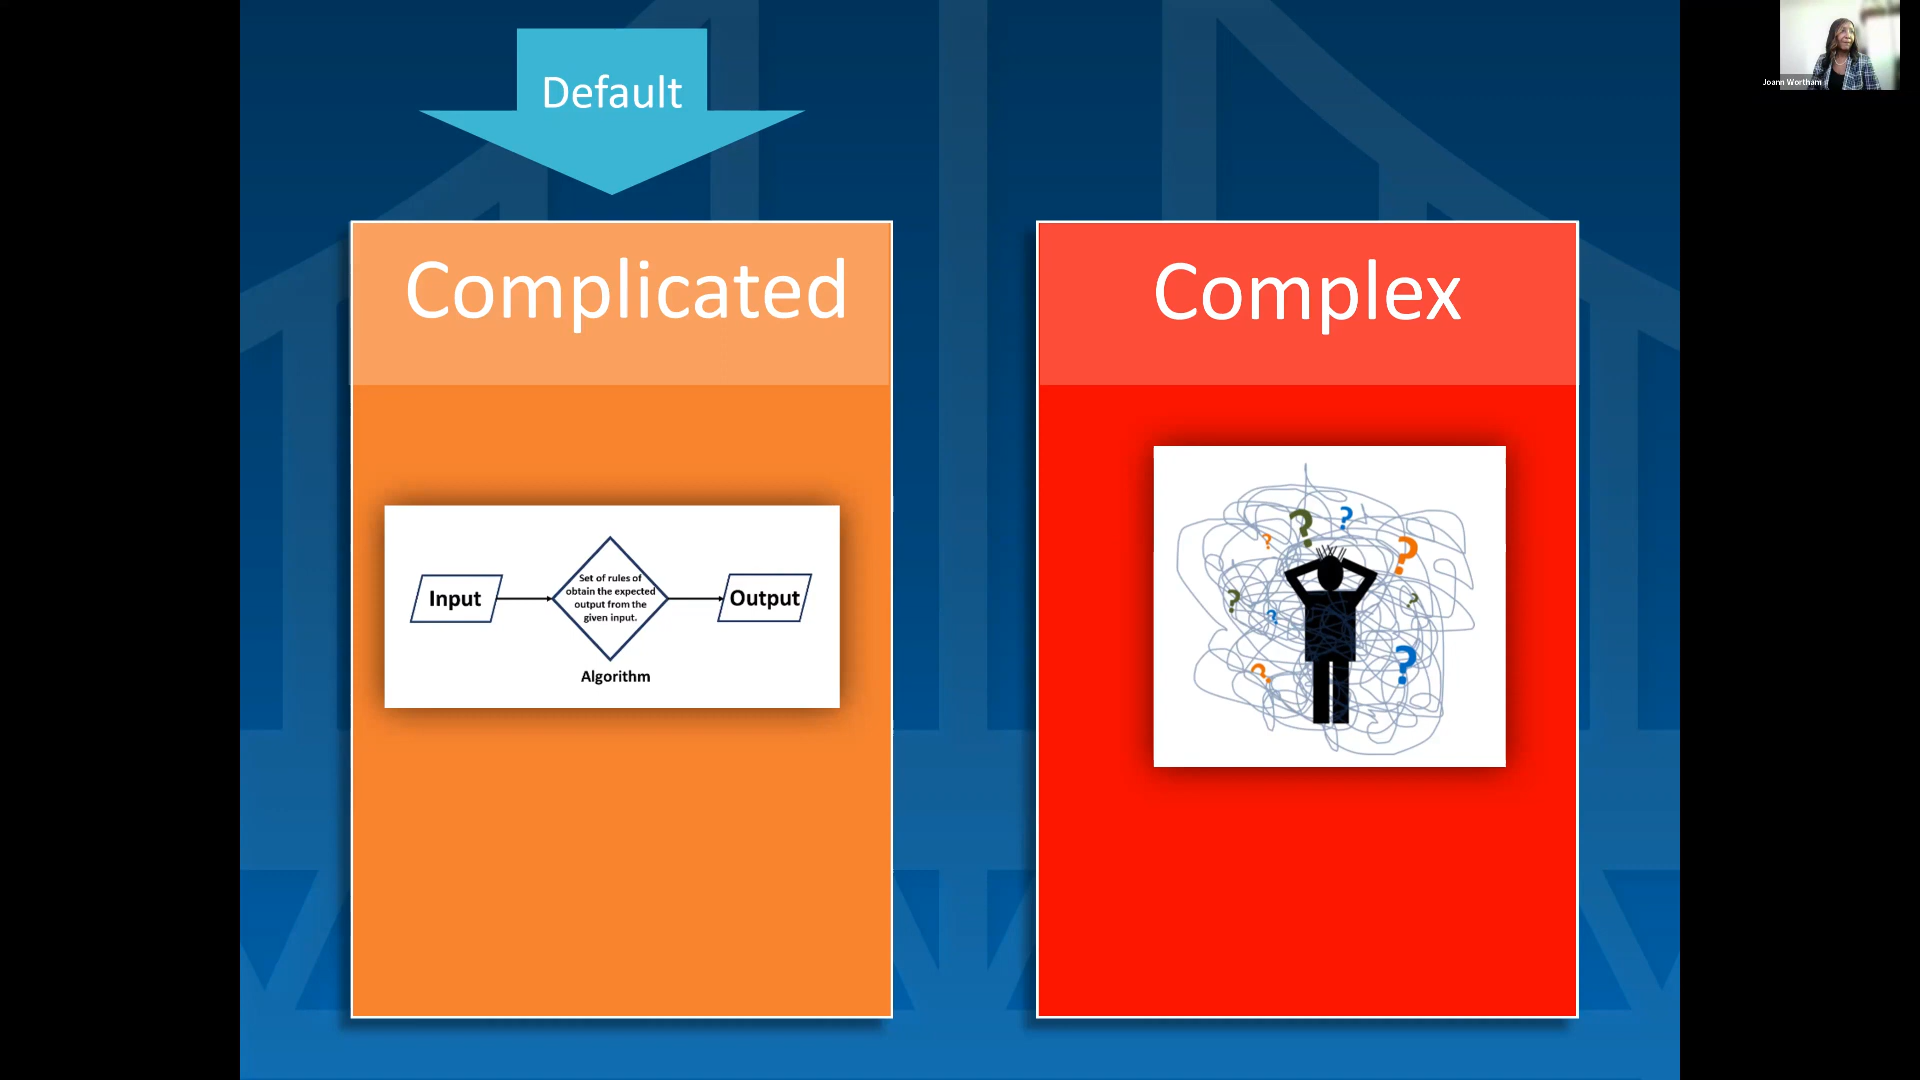 Default
Joann Wortham
Complicated
Complex
Input
Set of rules of
obtain the expected
output from the
given input.
Output
Algorithm
?
?
?
?
?
?
?
?
?